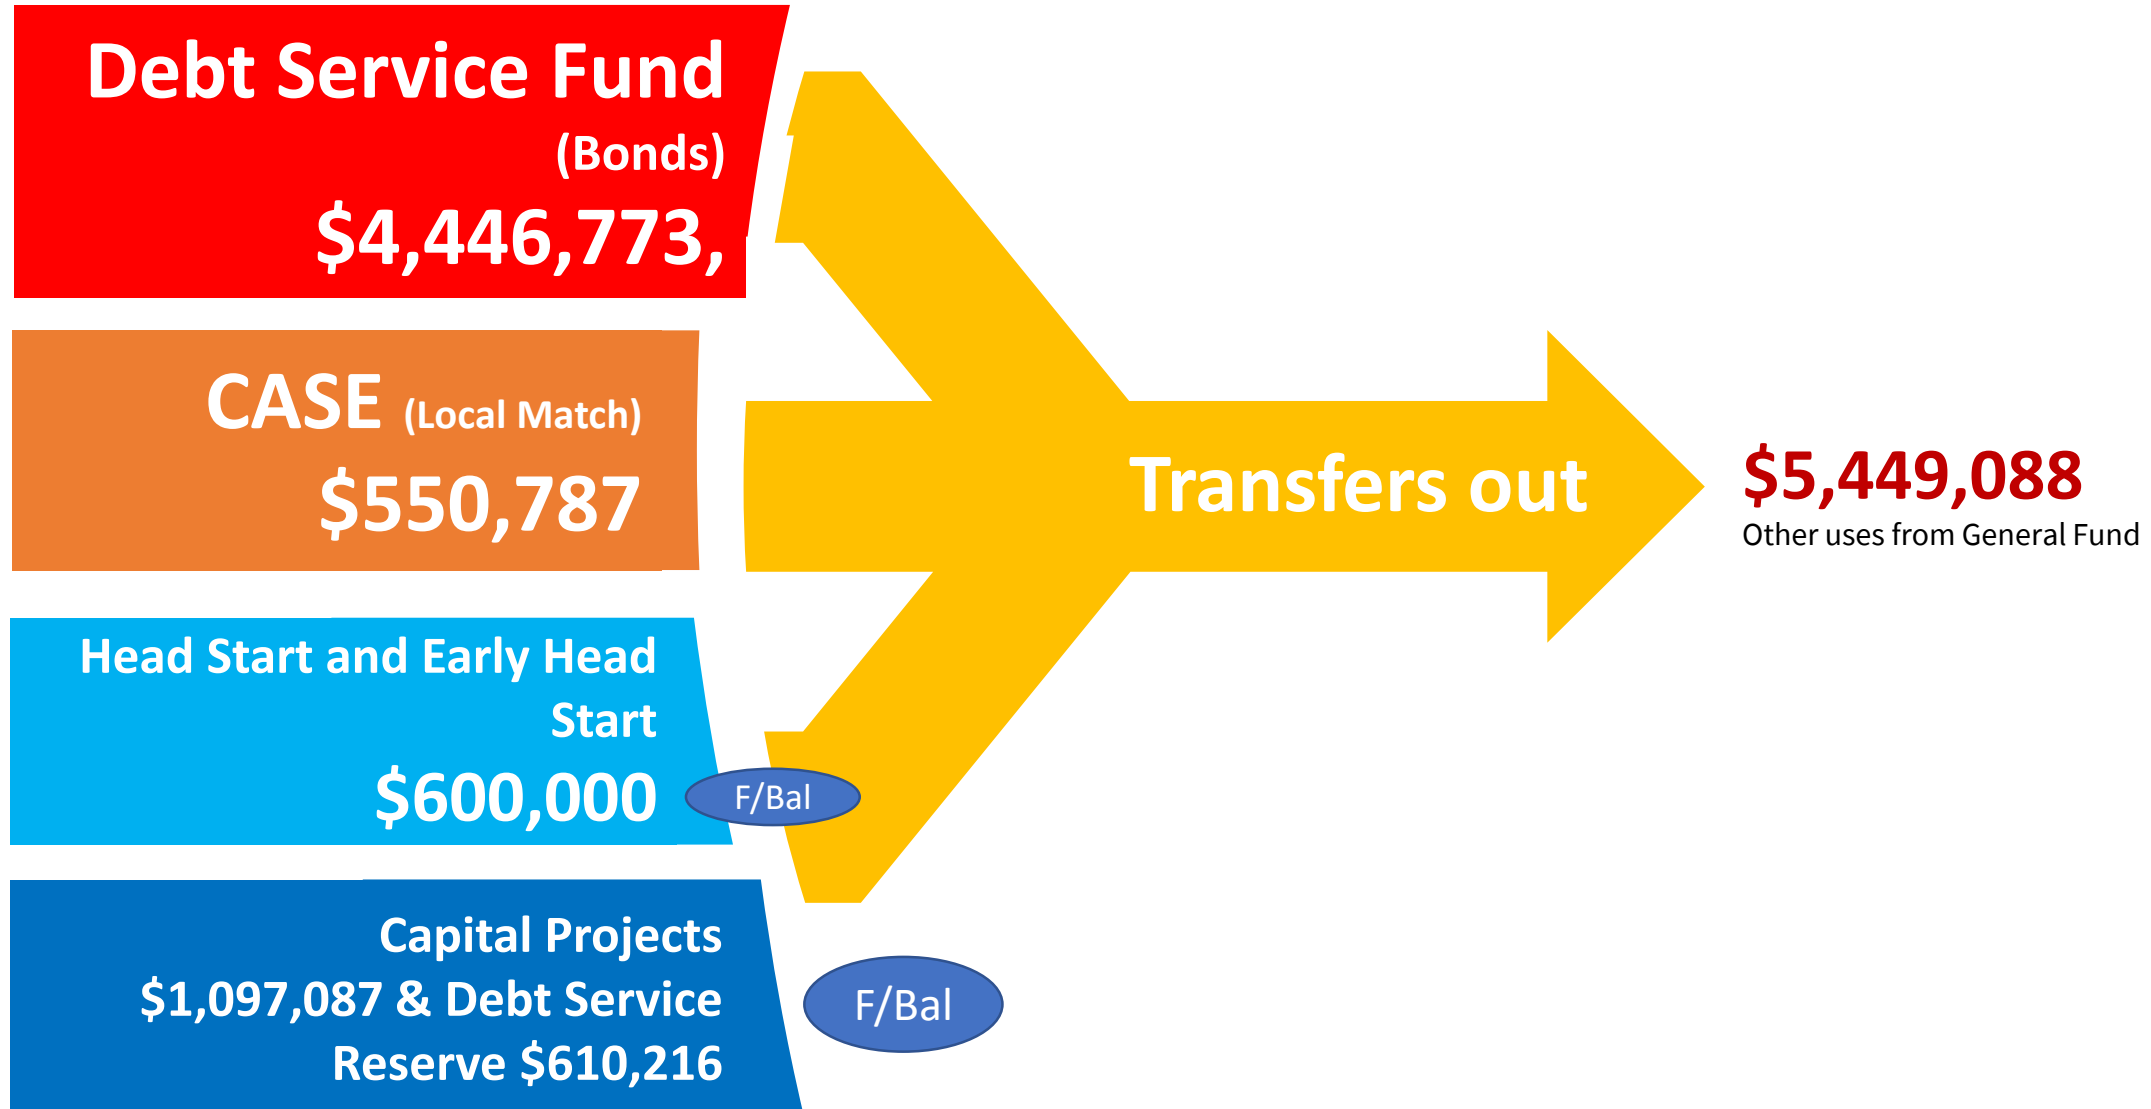 Debt Service Fund
(Bonds)
$4,446,773,
CASE (Local Match)
$550,787
Head Start and Early Head
Start
$600,000
F/Bal
Capital Projects
$1,097,087 & Debt Service
Reserve $610,216
F/Bal
Transfers out
$5,449,088
Other uses from General Fund